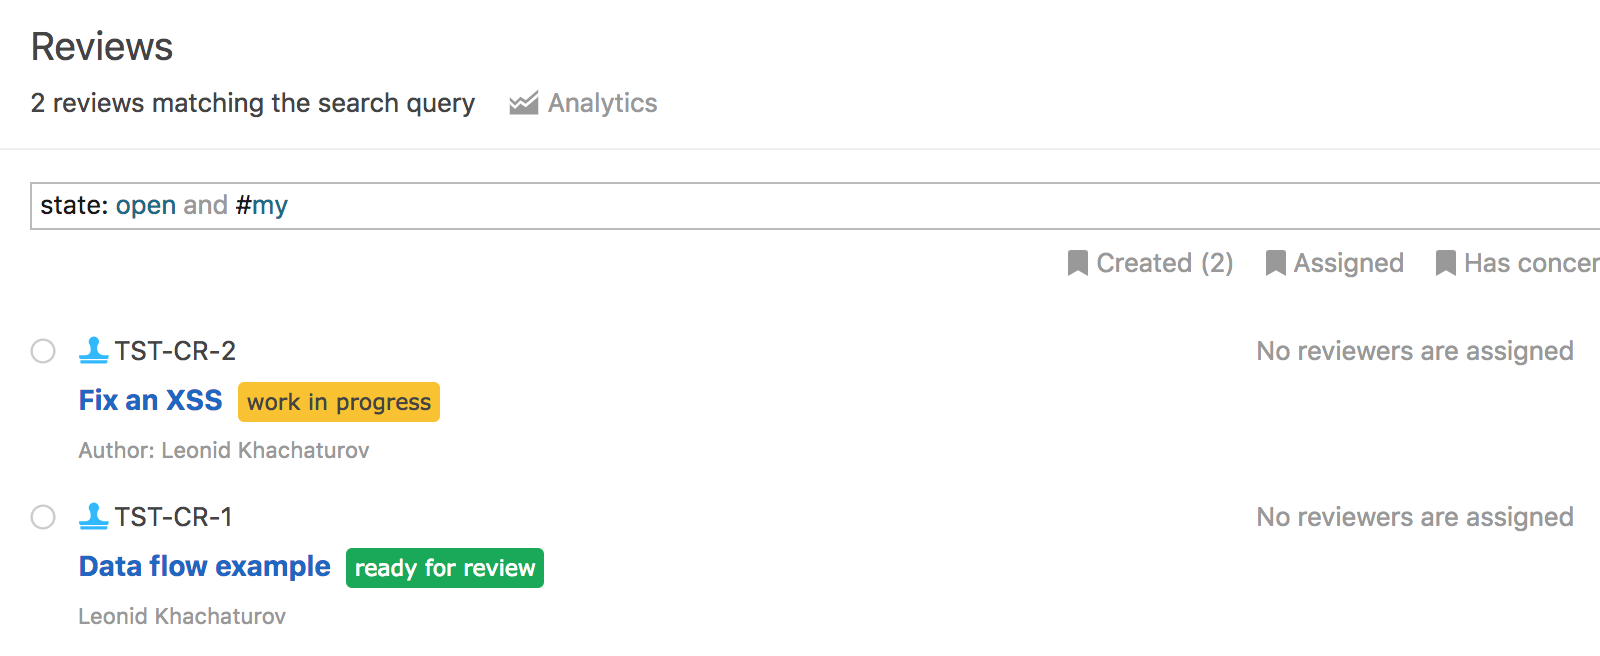 Reviews
2 reviews matching the search query Analytics
state: open and #my
Created (2) Assigned Has concer
TST-CR-2 No reviewers are assigned
Fix an XSS work in progress
Author: Leonid Khachaturov
TST-CR-1 No reviewers are assigned
Data flow example ready for review
Leonid Khachaturov